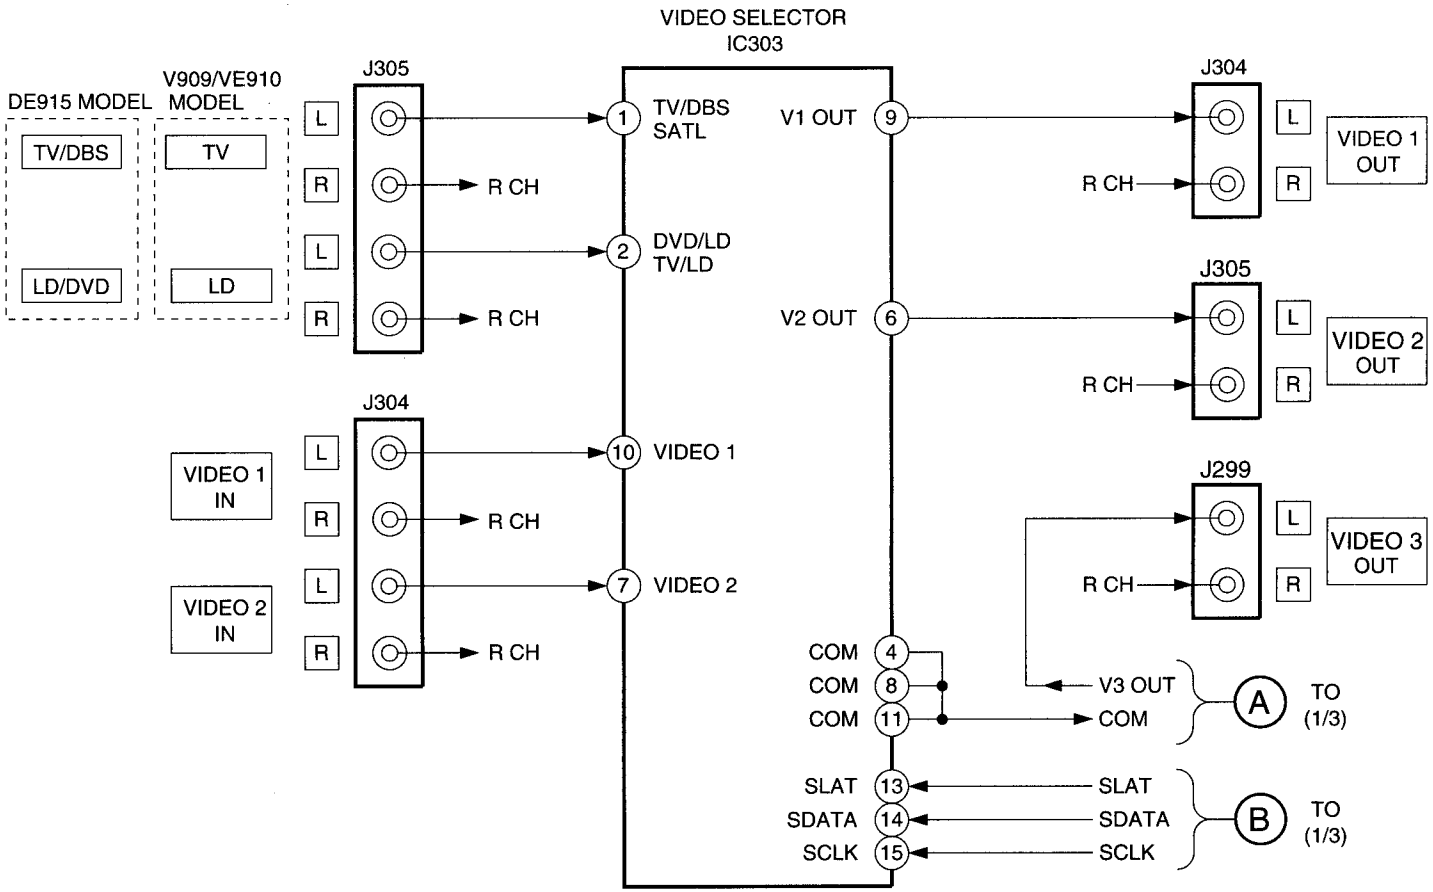 VIDEO SELECTOR
IC303
DE915 MODEL
V909/VE910
MODEL
TV/DBS
TV
LD/DVD
LD
J305
L
R
L
R
R CH
R CH
1
TV/DBS
SATL
2
DVD/LD
TV/LD
VIDEO 1
IN
VIDEO 2
IN
J304
L
R
L
R
R CH
R CH
10
VIDEO 1
7
VIDEO 2
V1 OUT
9
J304
R CH
L
R
VIDEO 1
OUT
V2 OUT
6
J305
R CH
L
R
VIDEO 2
OUT
J299
R CH
L
R
VIDEO 3
OUT
COM
4
COM
8
COM
11
V3 OUT
COM
A
TO
(1/3)
SLAT
13
SLAT
SDATA
14
SDATA
SCLK
15
SCLK
B
TO
(1/3)